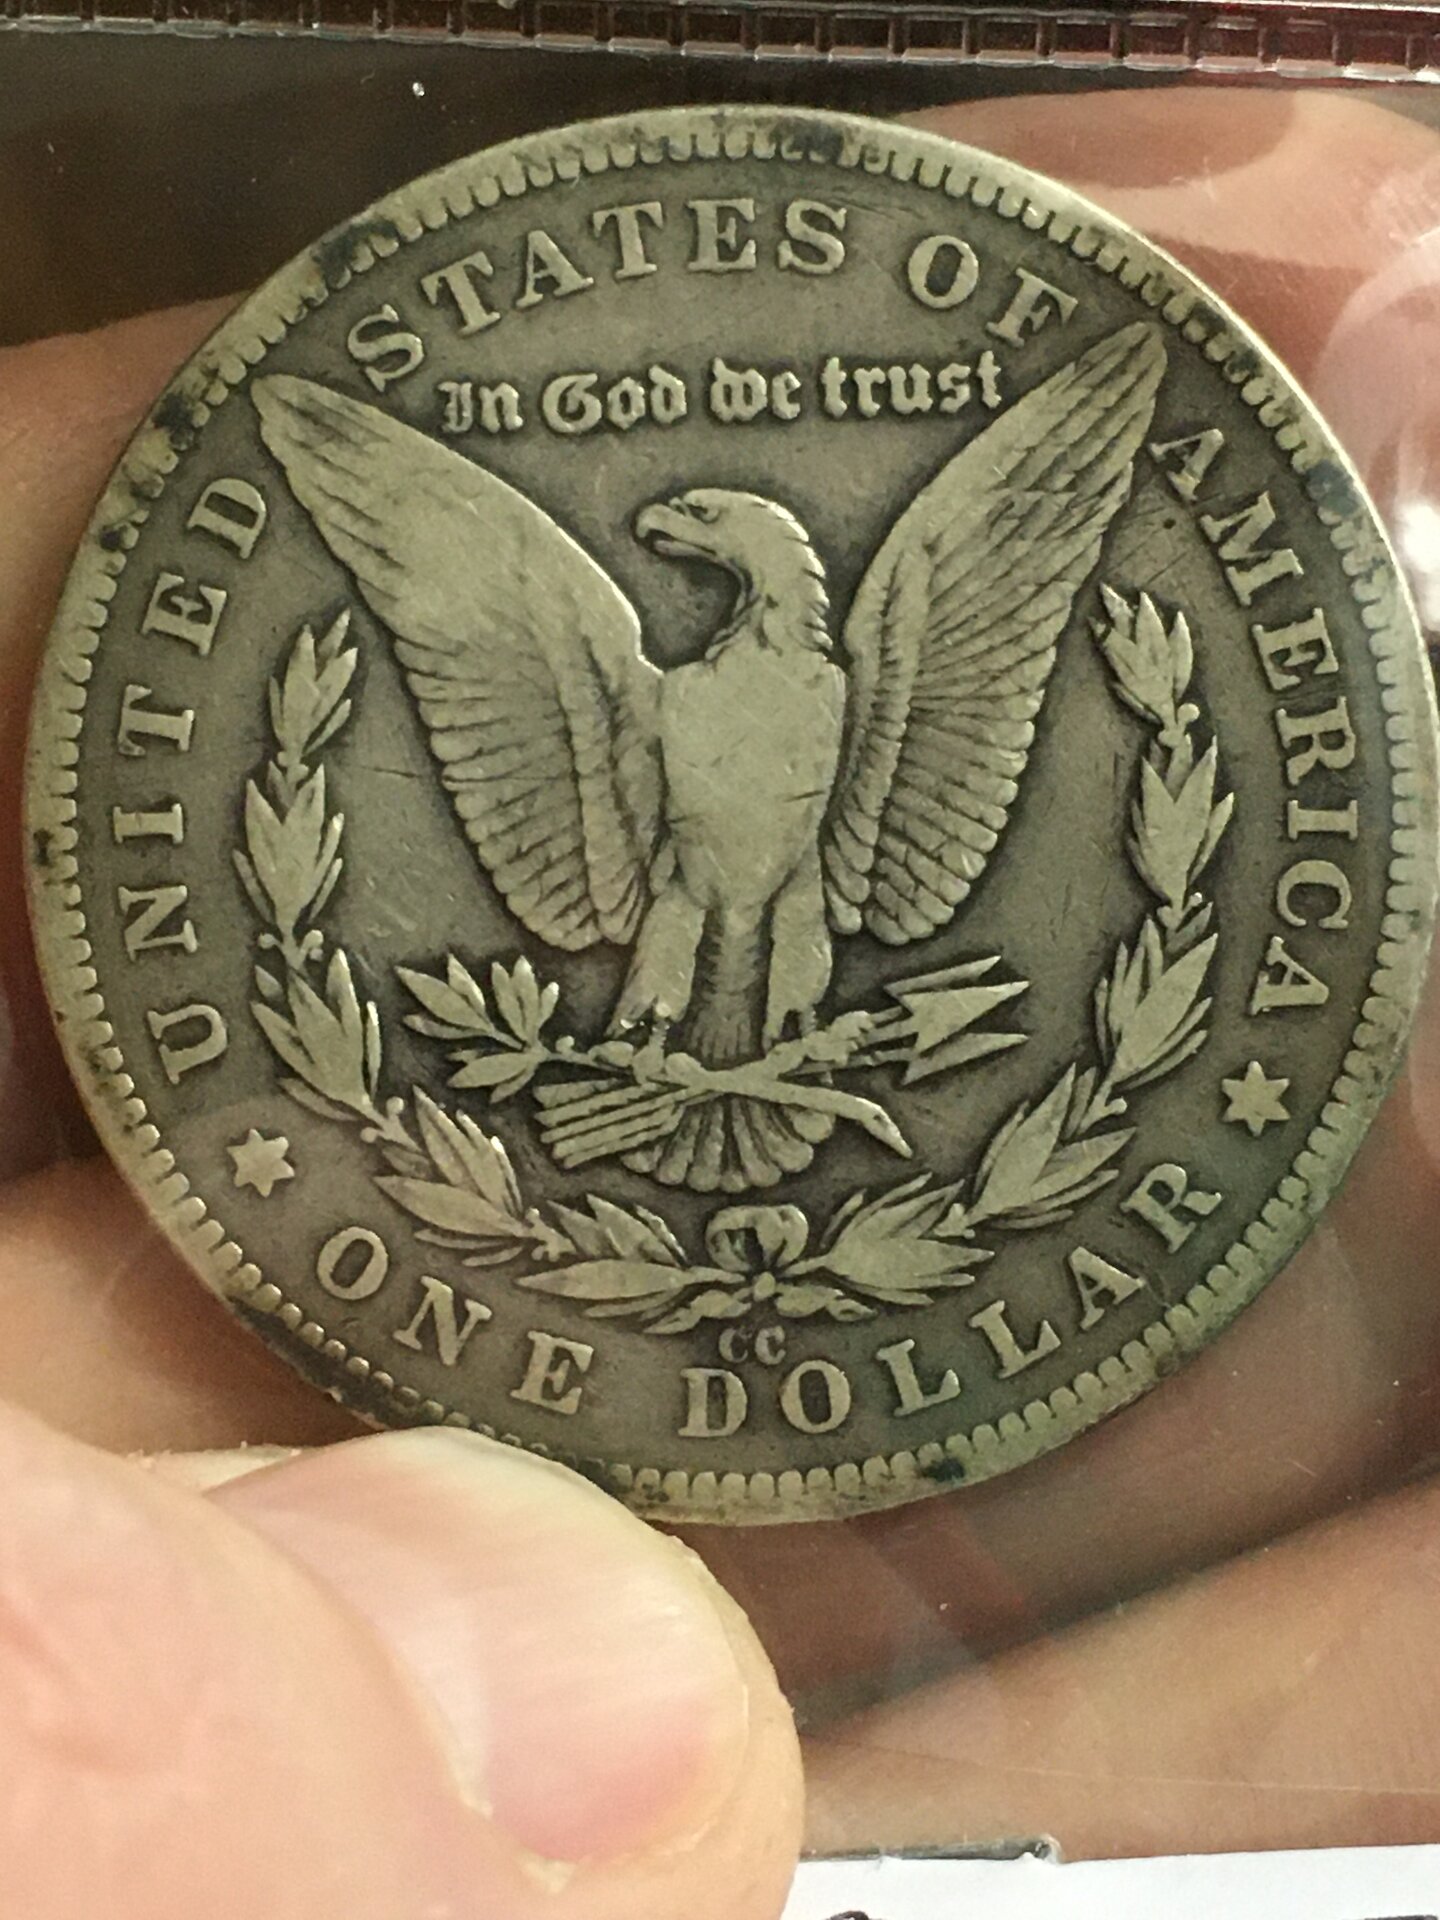 UNITED STATES OF AMERICA
In God we trust
CC
ONE DOLLAR